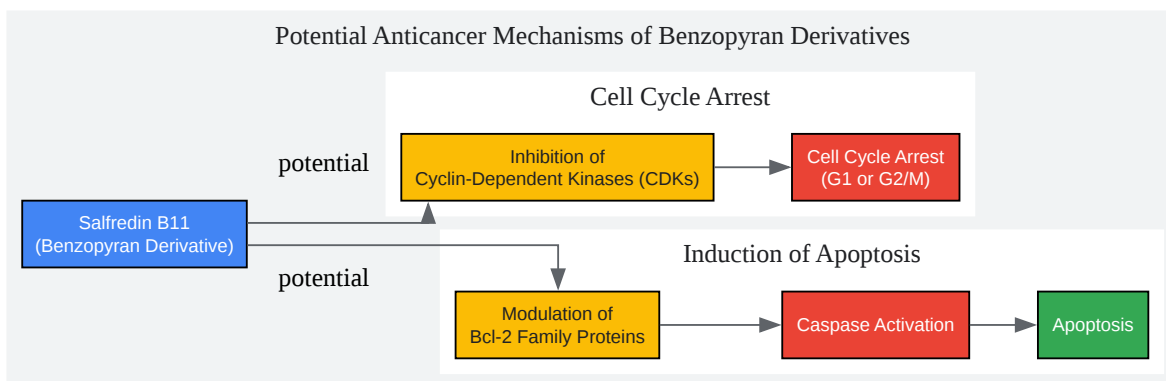 Potential Anticancer Mechanisms of Benzopyran Derivatives
Cell Cycle Arrest
potential
Inhibition of
Cyclin-Dependent Kinases (CDKs)
Cell Cycle Arrest
(G1 or G2/M)
Salfredin B11
(Benzopyran Derivative)
Induction of Apoptosis
potential
Modulation of
Bcl-2 Family Proteins
Caspase Activation
Apoptosis